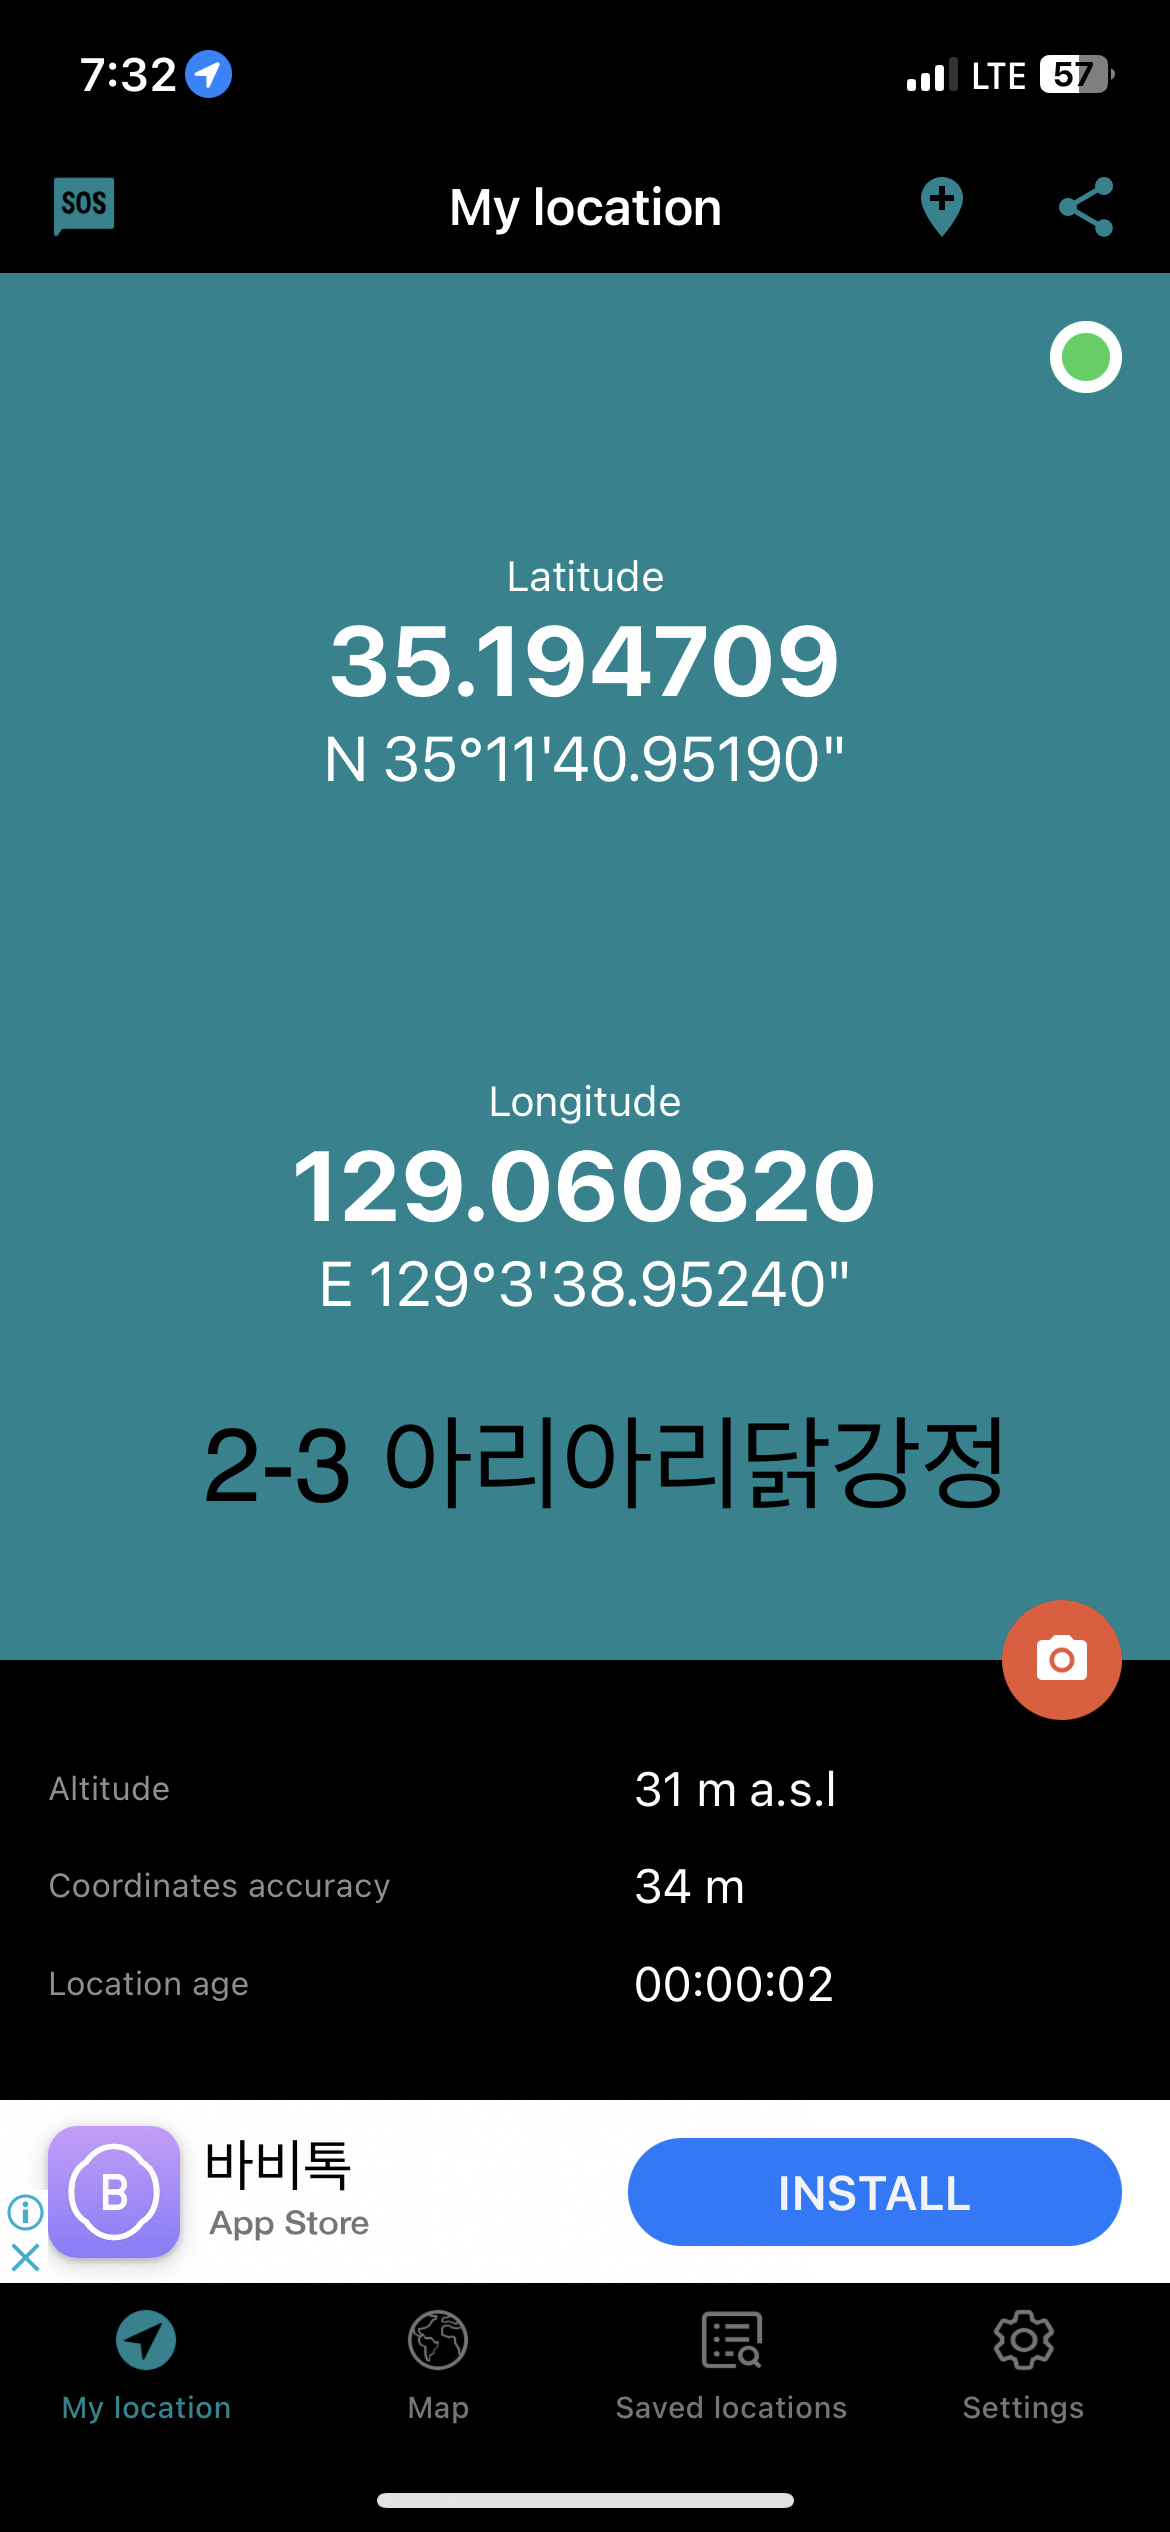 7:32 LTE 57
SOS My location
Latitude
35.194709
N 35°11'40.95190"
Longitude
129.060820
E 129°3'38.95240"
2-3 아리아리닭강정
Altitude 31 m a.s.l
Coordinates accuracy 34 m
Location age 00:00:02
B 바비톡
App Store
INSTALL
My location Map Saved locations Settings